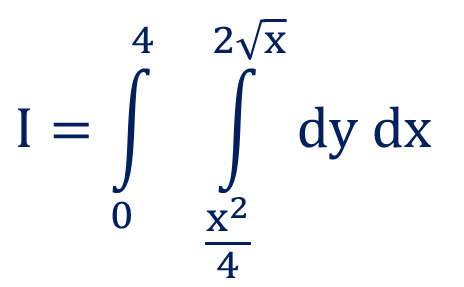 I = ∫₀⁴ ∫_{x²/4}^{2√x} dy dx